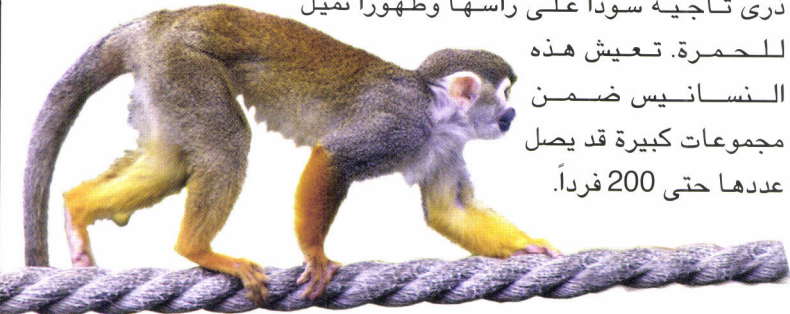 ذرى تاجية سودا على رأسها وظهورا تميل
للحمرة. تعيش هذه
النسانيس ضمن
مجموعات كبيرة قد يصل
عددها حتى 200 فرداً.